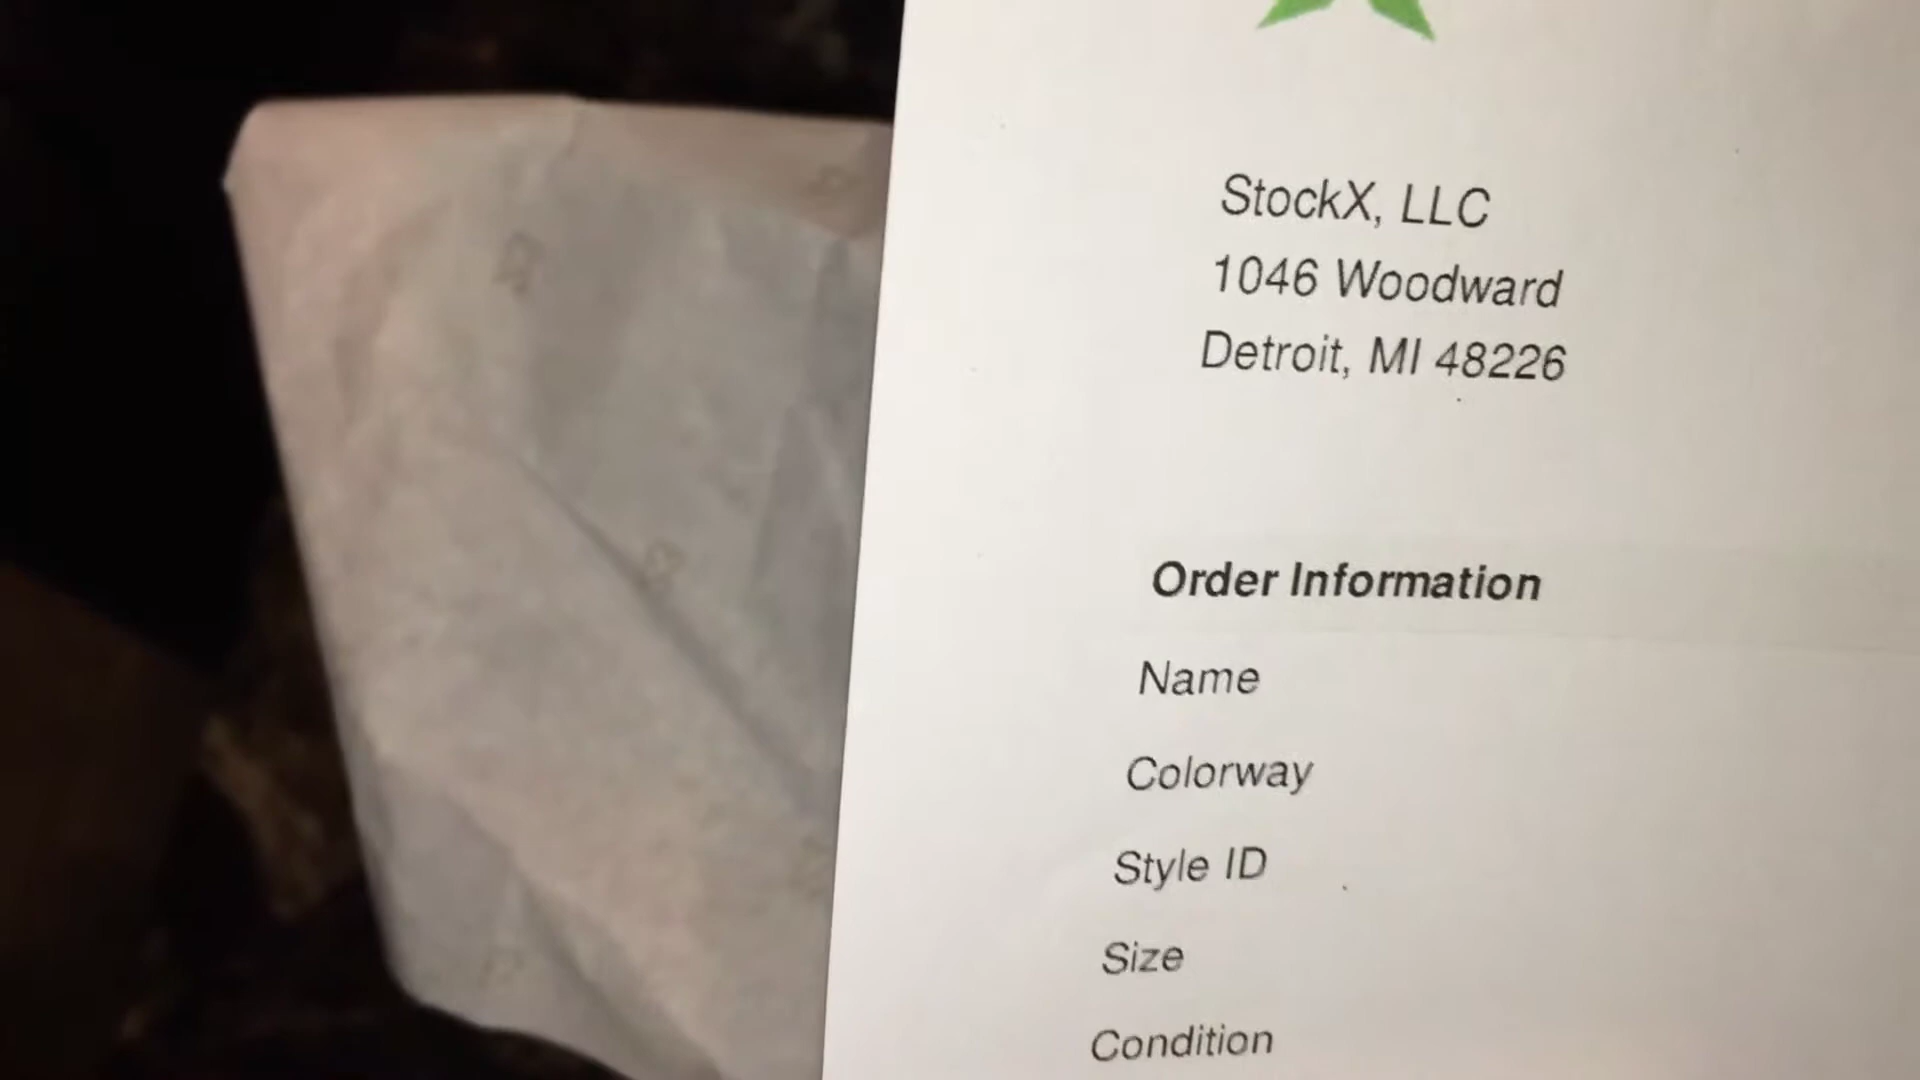 StockX, LLC
1046 Woodward
Detroit, MI 48226
Order Information
Name
Colorway
Style ID
Size
Condition